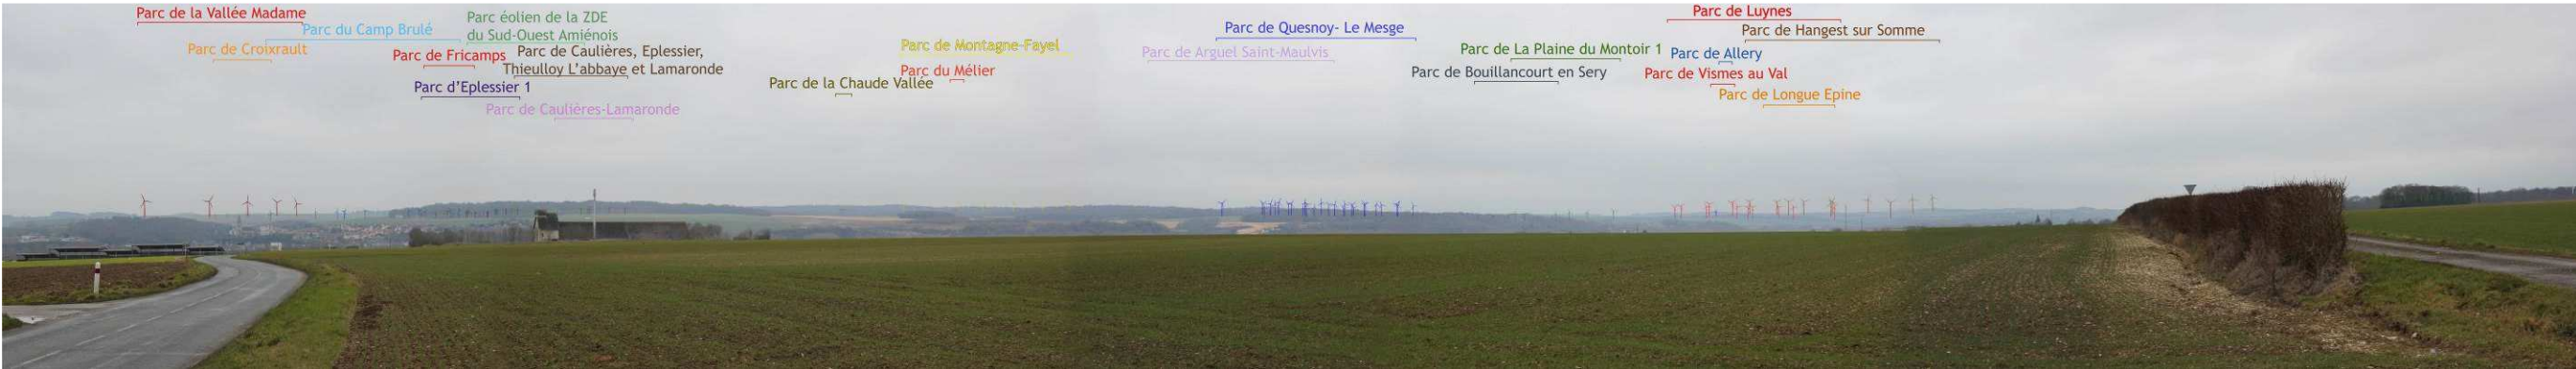 Parc de la Vallée Madame
Parc du Camp Brulé
Parc de Croixrault
Parc éolien de la ZDE
du Sud-Ouest Amiénois
Parc de Fricamps
Parc de Caulières, Eplessier,
Thieulloy L'abbaye et Lamaronde
Parc d'Eplessier 1
Parc de Caulières-Lamaronde
Parc de la Chaude Vallée
Parc de Montagne-Fayel
Parc du Mélier
Parc de Quesnoy- Le Mesge
Parc de Arguel Saint-Maulvis
Parc de La Plaine du Montoir 1
Parc de Bouillancourt en Sery
Parc de Luynes
Parc de Hangest sur Somme
Parc de Allery
Parc de Vismes au Val
Parc de Longue Epine